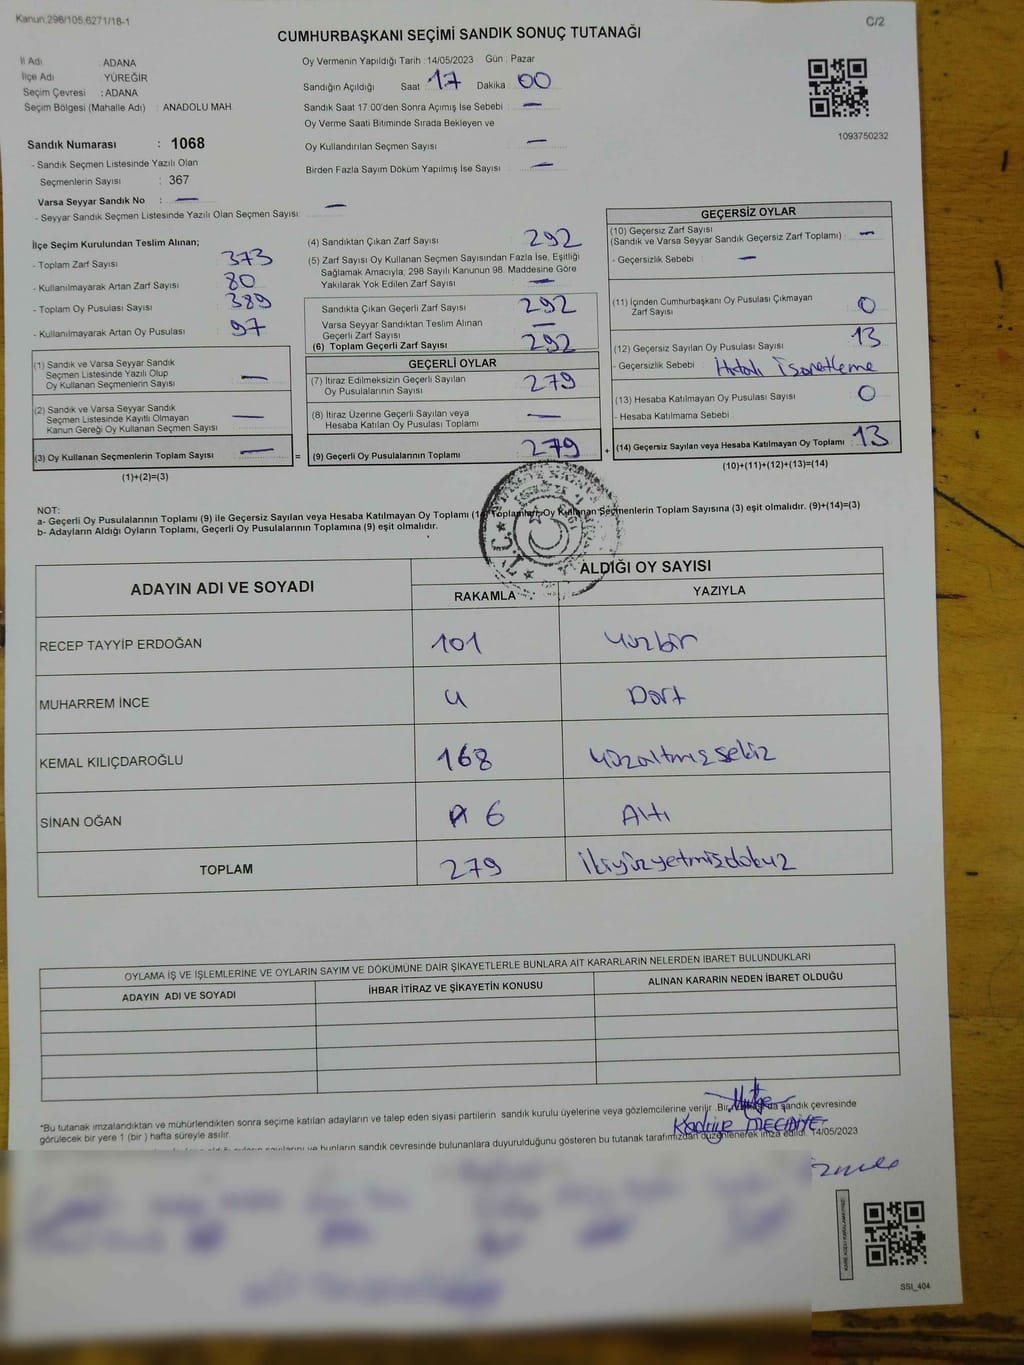 Kanun.298/105,6271/18-1
C/2
CUMHURBAŞKANI SEÇİMİ SANDIK SONUÇ TUTANAĞI
İl Adı : ADANA
İlçe Adı : YÜREĞİR
Seçim Çevresi : ADANA
Seçim Bölgesi (Mahalle Adı) : ANADOLU MAH.
Oy Vermenin Yapıldığı Tarih : 14/05/2023 Gün : Pazar
Sandığın Açıldığı Saat : 17 Dakika : 00
Sandık Saat 17:00'den Sonra Açılmış İse Sebebi : —
Oy Verme Saati Bitiminde Sırada Bekleyen ve
Oy Kullandırılan Seçmen Sayısı : —
Birden Fazla Sayım Döküm Yapılmış İse Sayısı : —
1093750232
Sandık Numarası : 1068
- Sandık Seçmen Listesinde Yazılı Olan
Seçmenlerin Sayısı : 367
Varsa Seyyar Sandık No : —
- Seyyar Sandık Seçmen Listesinde Yazılı Olan Seçmen Sayısı: —
İlçe Seçim Kurulundan Teslim Alınan;
- Toplam Zarf Sayısı : 373
- Kullanılmayarak Artan Zarf Sayısı : 80
- Toplam Oy Pusulası Sayısı : 389
- Kullanılmayarak Artan Oy Pusulası : 97
(1) Sandık ve Varsa Seyyar Sandık
Seçmen Listesinde Yazılı Olup
Oy Kullanan Seçmenlerin Sayısı : —
(2) Sandık ve Varsa Seyyar Sandık
Seçmen Listesinde Kayıtlı Olmayan
Kanun Gereği Oy Kullanan Seçmen Sayısı : —
(3) Oy Kullanan Seçmenlerin Toplam Sayısı : —
(1)+(2)=(3)
(4) Sandıktan Çıkan Zarf Sayısı : 292
(5) Zarf Sayısı Oy Kullanan Seçmen Sayısından Fazla İse, Eşitliği
Sağlamak Amacıyla, 298 Sayılı Kanunun 98. Maddesine Göre
Yakılarak Yok Edilen Zarf Sayısı : —
Sandıkta Çıkan Geçerli Zarf Sayısı : 292
Varsa Seyyar Sandıktan Teslim Alınan
Geçerli Zarf Sayısı : —
(6) Toplam Geçerli Zarf Sayısı : 292
GEÇERLİ OYLAR
(7) İtiraz Edilmeksizin Geçerli Sayılan
Oy Pusulasının Sayısı : 279
(8) İtiraz Üzerine Geçerli Sayılan veya
Hesaba Katılan Oy Pusulası Toplamı : —
= (9) Geçerli Oy Pusulalarının Toplamı : 279
GEÇERSİZ OYLAR
(10) Geçersiz Zarf Sayısı : —
(Sandık ve Varsa Seyyar Sandık Geçersiz Zarf Toplamı)
- Geçersizlik Sebebi : —
(11) İçinden Cumhurbaşkanı Oy Pusulası Çıkmayan
Zarf Sayısı : 0
(12) Geçersiz Sayılan Oy Pusulası Sayısı : 13
- Geçersizlik Sebebi : Hatalı İşaretleme
(13) Hesaba Katılmayan Oy Pusulası Sayısı : 0
- Hesaba Katılmama Sebebi :
+ (14) Geçersiz Sayılan veya Hesaba Katılmayan Oy Toplamı : 13
(10)+(11)+(12)+(13)=(14)
NOT:
a- Geçerli Oy Pusulalarının Toplamı (9) ile Geçersiz Sayılan veya Hesaba Katılmayan Oy Toplamı (14) Toplamları, Oy Kullanan Seçmenlerin Toplam Sayısına (3) eşit olmalıdır. (9)+(14)=(3)
b- Adayların Aldığı Oyların Toplamı, Geçerli Oy Pusulalarının Toplamına (9) eşit olmalıdır.
T.C.
ADAYIN ADI VE SOYADI
ALDIĞI OY SAYISI
RAKAMLA YAZIYLA
RECEP TAYYİP ERDOĞAN 101 Yüzbir
MUHARREM İNCE 4 Dört
KEMAL KILIÇDAROĞLU 168 Yüzaltmışsekiz
SİNAN OĞAN 6 Altı
TOPLAM 279 İkiyüzyetmişdokuz
OYLAMA İŞ VE İŞLEMLERİNE VE OYLARIN SAYIM VE DÖKÜMÜNE DAİR ŞİKAYETLERLE BUNLARA AİT KARARLARIN NELERDEN İBARET BULUNDUKLARI
ADAYIN ADI VE SOYADI İHBAR İTİRAZ VE ŞİKAYETİN KONUSU ALINAN KARARIN NEDEN İBARET OLDUĞU
*Bu tutanak imzalandıktan ve mühürlendikten sonra seçime katılan adayların ve talep eden siyasi partilerin sandık kurulu üyelerine veya gözlemcilerine verilir. Bir sandık çevresinde
görülecek bir yere 1 (bir ) hafta süreyle asılır.
bunların sandık çevresinde bulunanlara duyurulduğunu gösteren bu tutanak tarafımızdan düzenlenerek imza edildi. 14/05/2023
Kadriye MECİDİYE
SSI_404